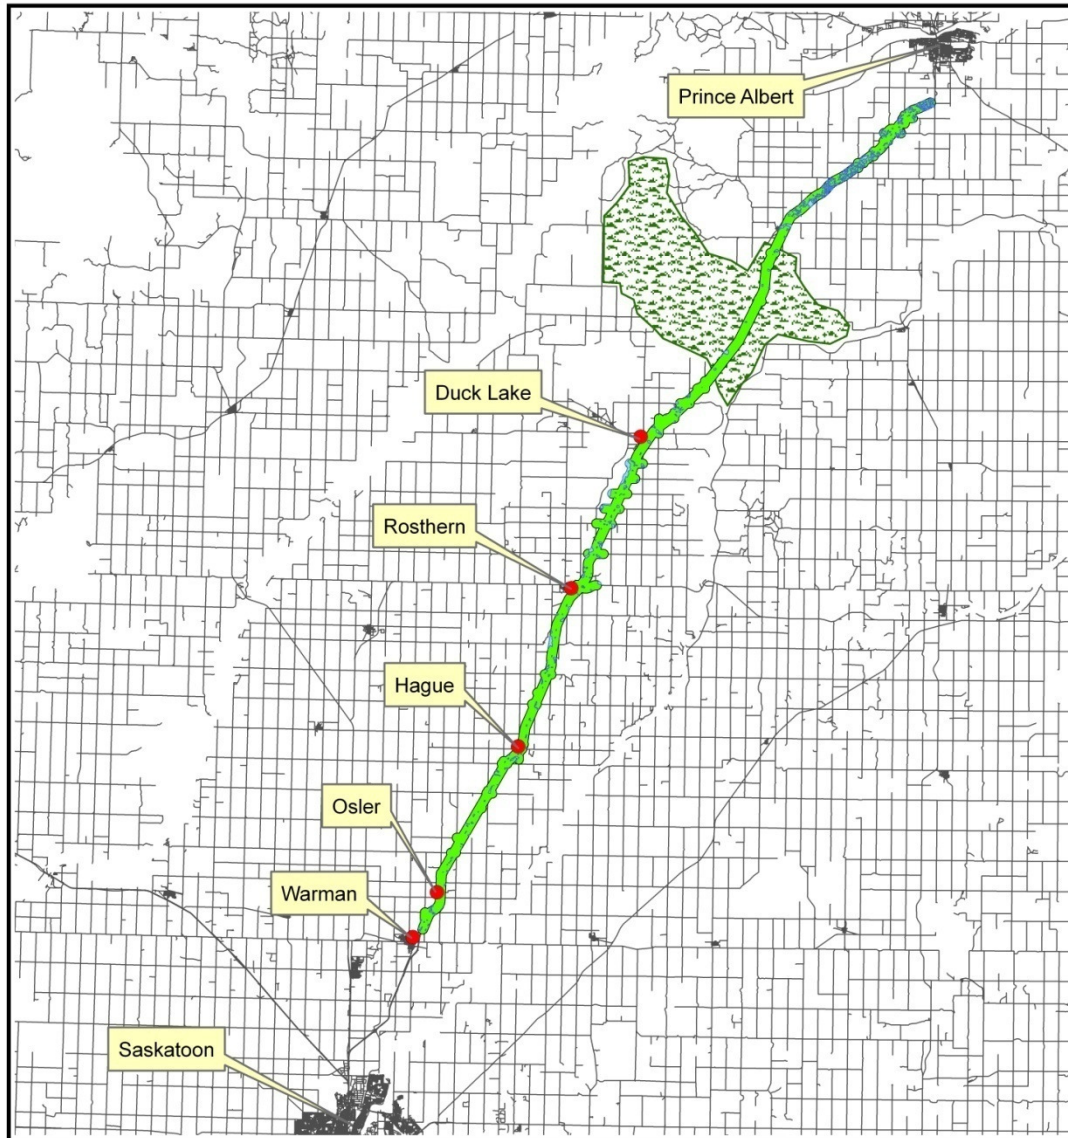 Prince Albert
Duck Lake
Rosthern
Hague
Osler
Warman
Saskatoon